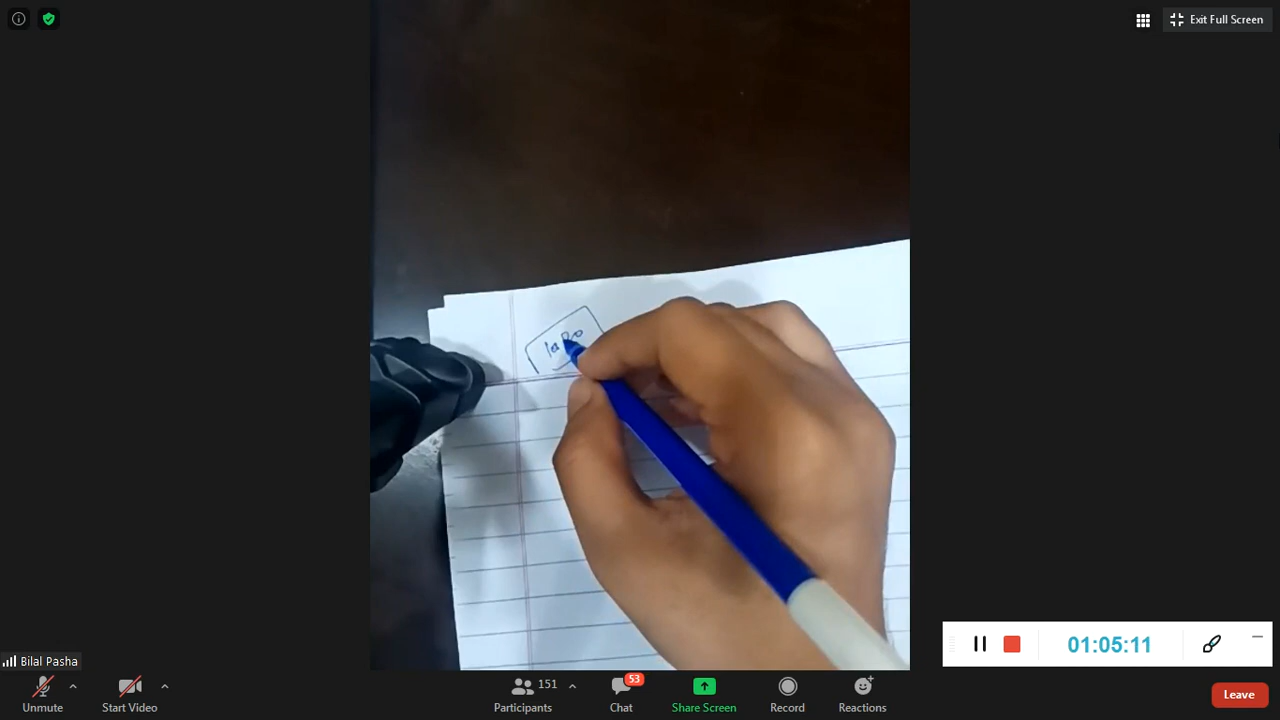 Exit Full Screen
Bilal Pasha
01:05:11
Unmute
Start Video
151
Participants
53
Chat
Share Screen
Record
Reactions
Leave